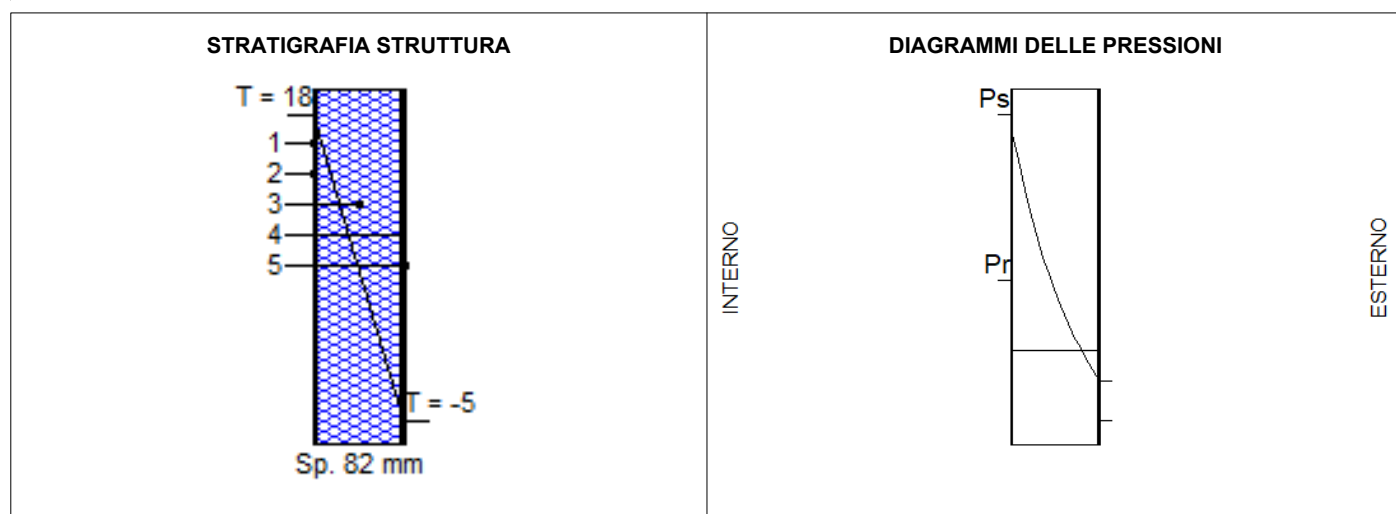 STRATIGRAFIA STRUTTURA
T = 18
1
2
3
4
5
T = -5
Sp. 82 mm
DIAGRAMMI DELLE PRESSIONI
Ps
Pr
INTERNO
ESTERNO